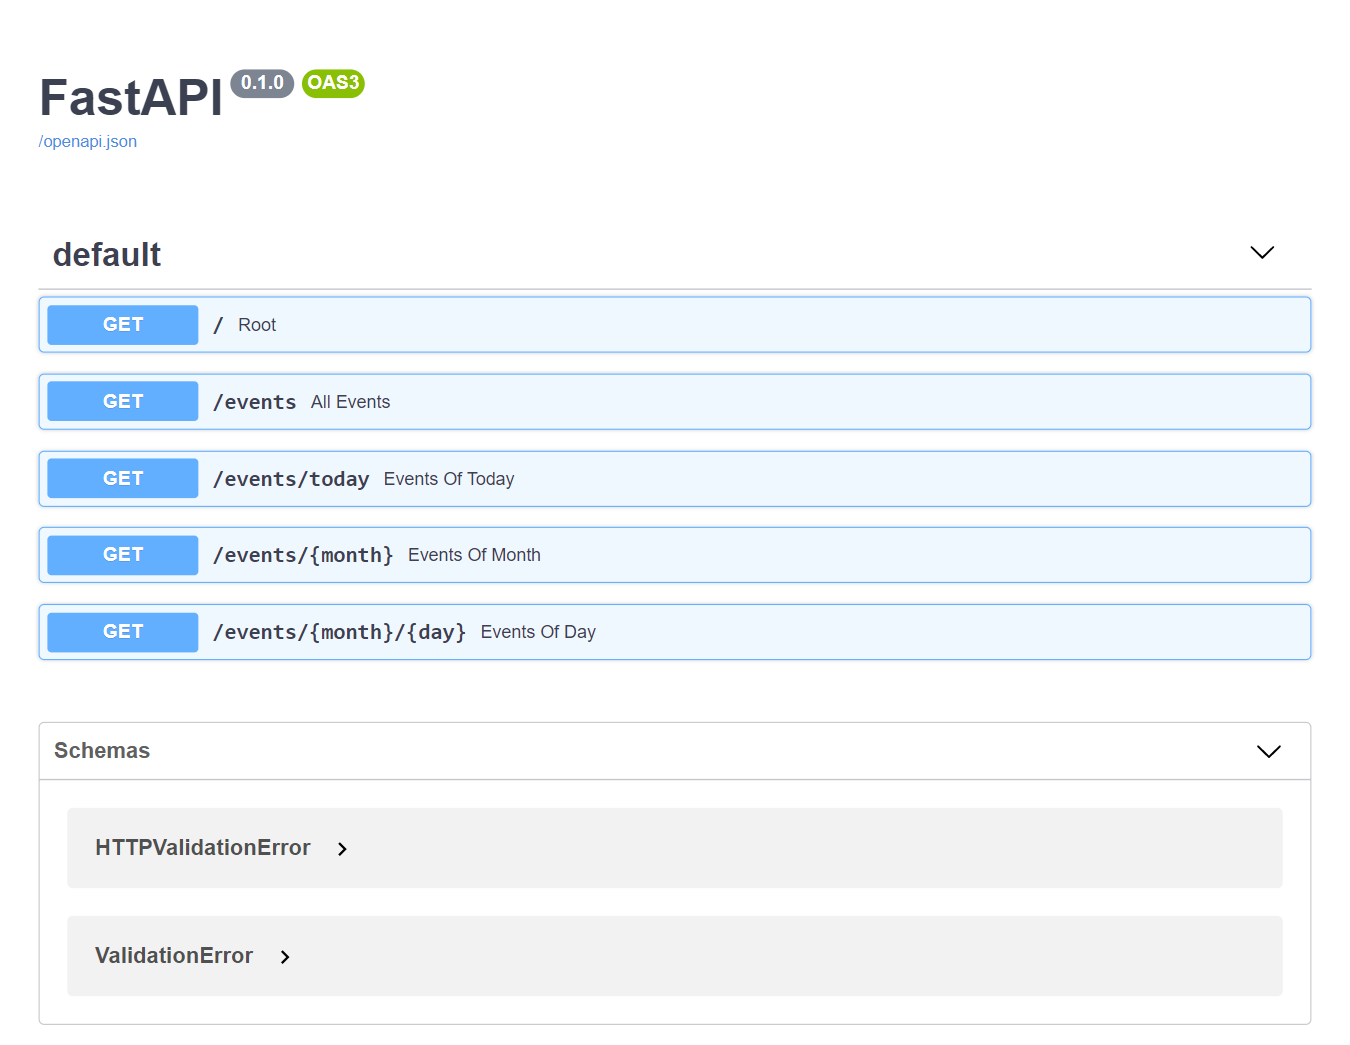 FastAPI 0.1.0 OAS3
/openapi.json
default
GET / Root
GET /events All Events
GET /events/today Events Of Today
GET /events/{month} Events Of Month
GET /events/{month}/{day} Events Of Day
Schemas
HTTPValidationError
ValidationError